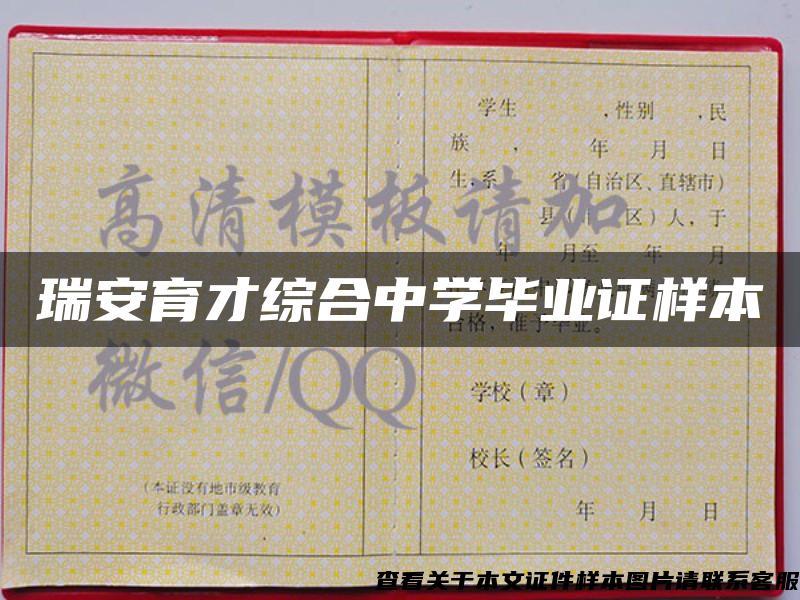 学生 ,性别 ,民
族 , 年 月 日
生,系 省(自治区、直辖市)
县( 区)人,于
年 月至 年 月
高清模板请加
瑞安育才综合中学毕业证样本
合格,准予毕业。
微信/QQ
学校(章)
校长(签名)
(本证没有地市级教育
行政部门盖章无效)
年 月 日
查看关于本文证件样本图片请联系客服